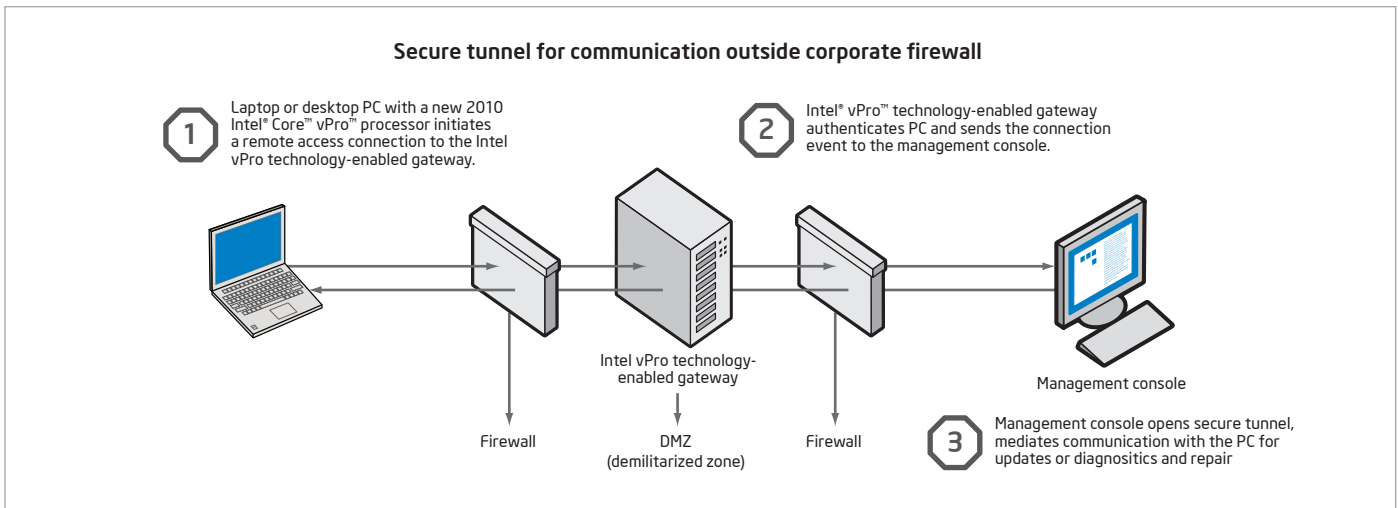 Secure tunnel for communication outside corporate firewall
1
Laptop or desktop PC with a new 2010
Intel® Core™ vPro™ processor initiates
a remote access connection to the Intel
vPro technology-enabled gateway.
2
Intel® vPro™ technology-enabled gateway
authenticates PC and sends the connection
event to the management console.
Intel vPro technology-
enabled gateway
Management console
Firewall
DMZ
(demilitarized zone)
Firewall
3
Management console opens secure tunnel,
mediates communication with the PC for
updates or diagnositics and repair